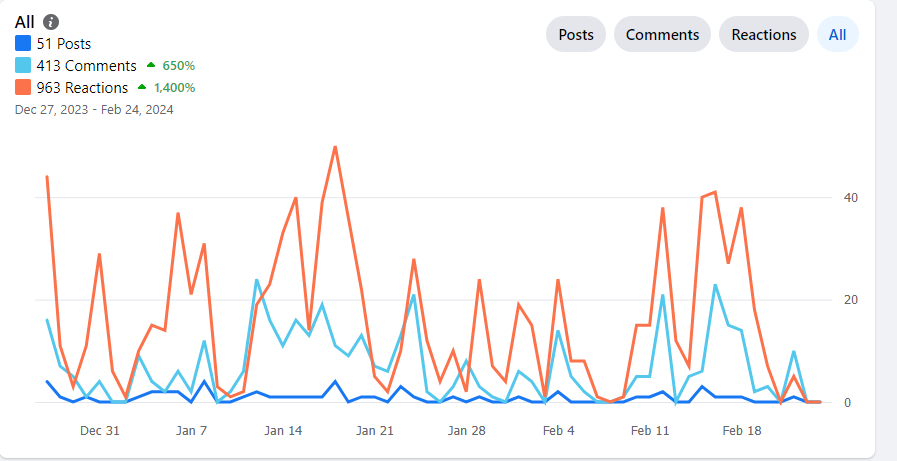 All
51 Posts
413 Comments 650%
963 Reactions 1,400%
Dec 27, 2023 - Feb 24, 2024
Posts Comments Reactions All
40
20
0
Dec 31 Jan 7 Jan 14 Jan 21 Jan 28 Feb 4 Feb 11 Feb 18